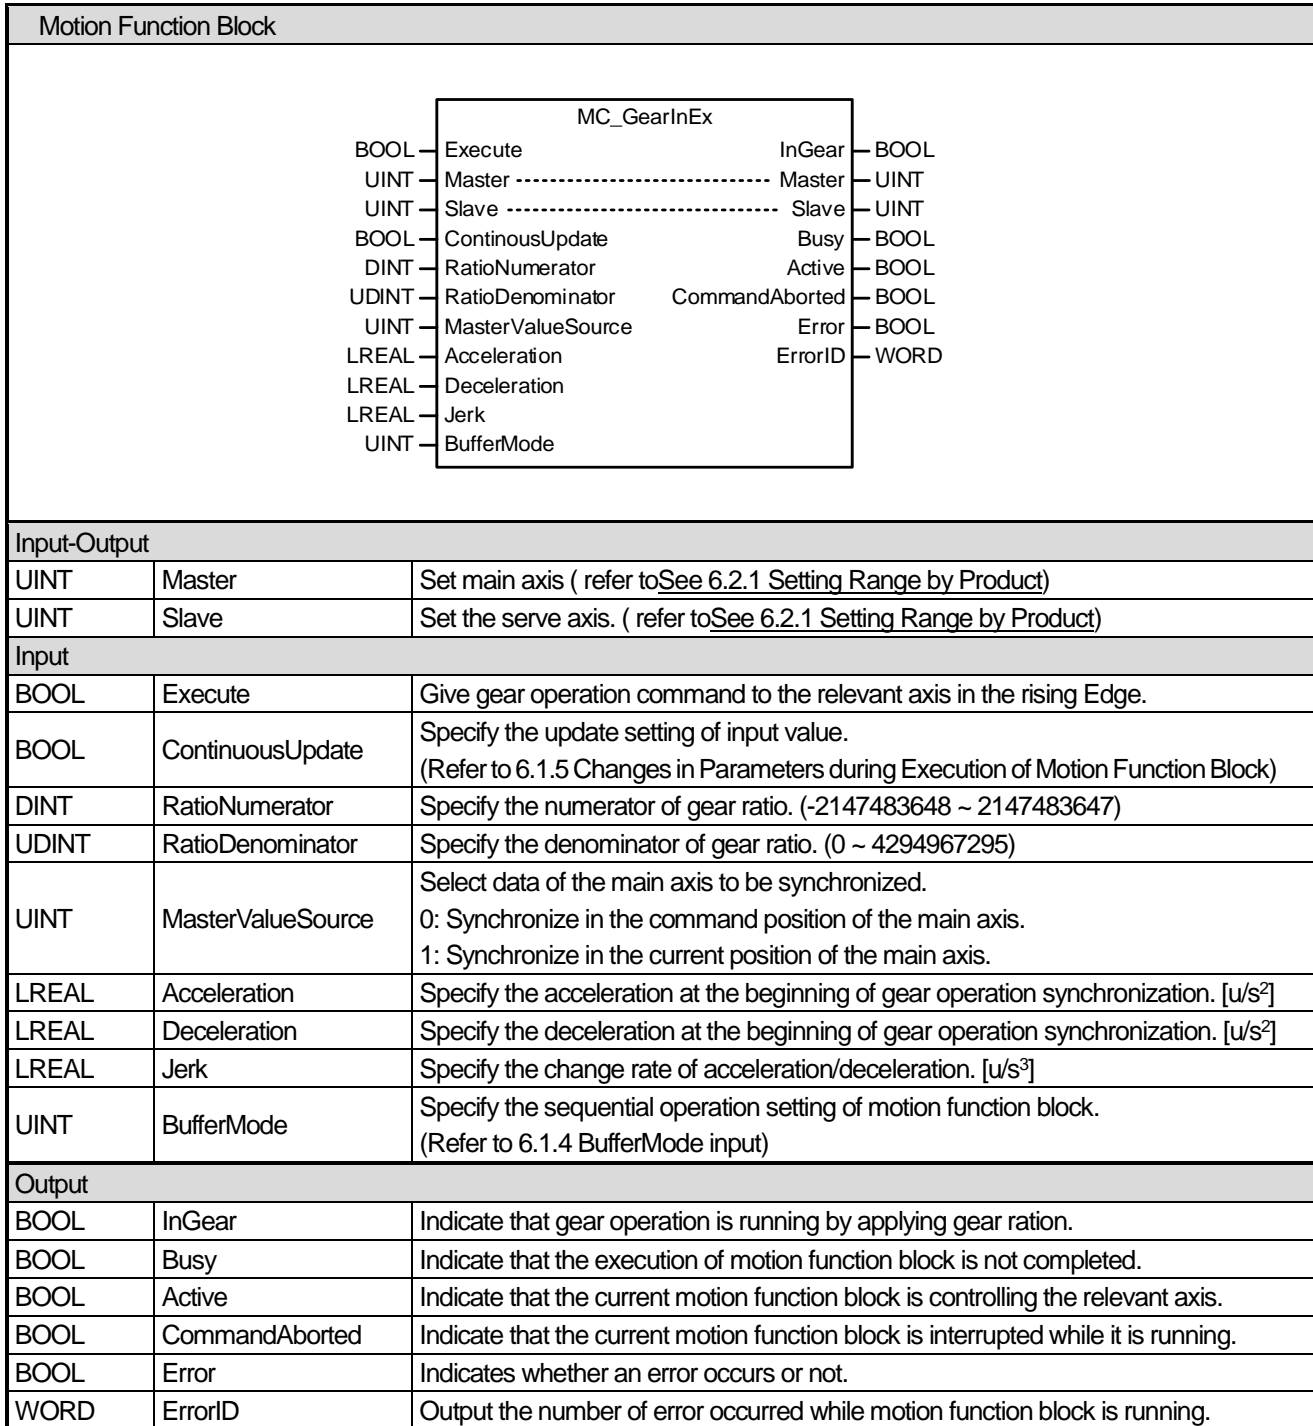 Motion Function Block
MC_GearInEx
BOOL Execute InGear BOOL
UINT Master Master UINT
UINT Slave Slave UINT
BOOL ContinousUpdate Busy BOOL
DINT RatioNumerator Active BOOL
UDINT RatioDenominator CommandAborted BOOL
UINT MasterValueSource Error BOOL
LREAL Acceleration ErrorID WORD
LREAL Deceleration
LREAL Jerk
UINT BufferMode
Input-Output
UINT Master Set main axis ( refer toSee 6.2.1 Setting Range by Product)
UINT Slave Set the serve axis. ( refer toSee 6.2.1 Setting Range by Product)
Input
BOOL Execute Give gear operation command to the relevant axis in the rising Edge.
BOOL ContinuousUpdate Specify the update setting of input value.
(Refer to 6.1.5 Changes in Parameters during Execution of Motion Function Block)
DINT RatioNumerator Specify the numerator of gear ratio. (-2147483648 ~ 2147483647)
UDINT RatioDenominator Specify the denominator of gear ratio. (0 ~ 4294967295)
UINT MasterValueSource Select data of the main axis to be synchronized.
0: Synchronize in the command position of the main axis.
1: Synchronize in the current position of the main axis.
LREAL Acceleration Specify the acceleration at the beginning of gear operation synchronization. [u/s²]
LREAL Deceleration Specify the deceleration at the beginning of gear operation synchronization. [u/s²]
LREAL Jerk Specify the change rate of acceleration/deceleration. [u/s³]
UINT BufferMode Specify the sequential operation setting of motion function block.
(Refer to 6.1.4 BufferMode input)
Output
BOOL InGear Indicate that gear operation is running by applying gear ration.
BOOL Busy Indicate that the execution of motion function block is not completed.
BOOL Active Indicate that the current motion function block is controlling the relevant axis.
BOOL CommandAborted Indicate that the current motion function block is interrupted while it is running.
BOOL Error Indicates whether an error occurs or not.
WORD ErrorID Output the number of error occurred while motion function block is running.